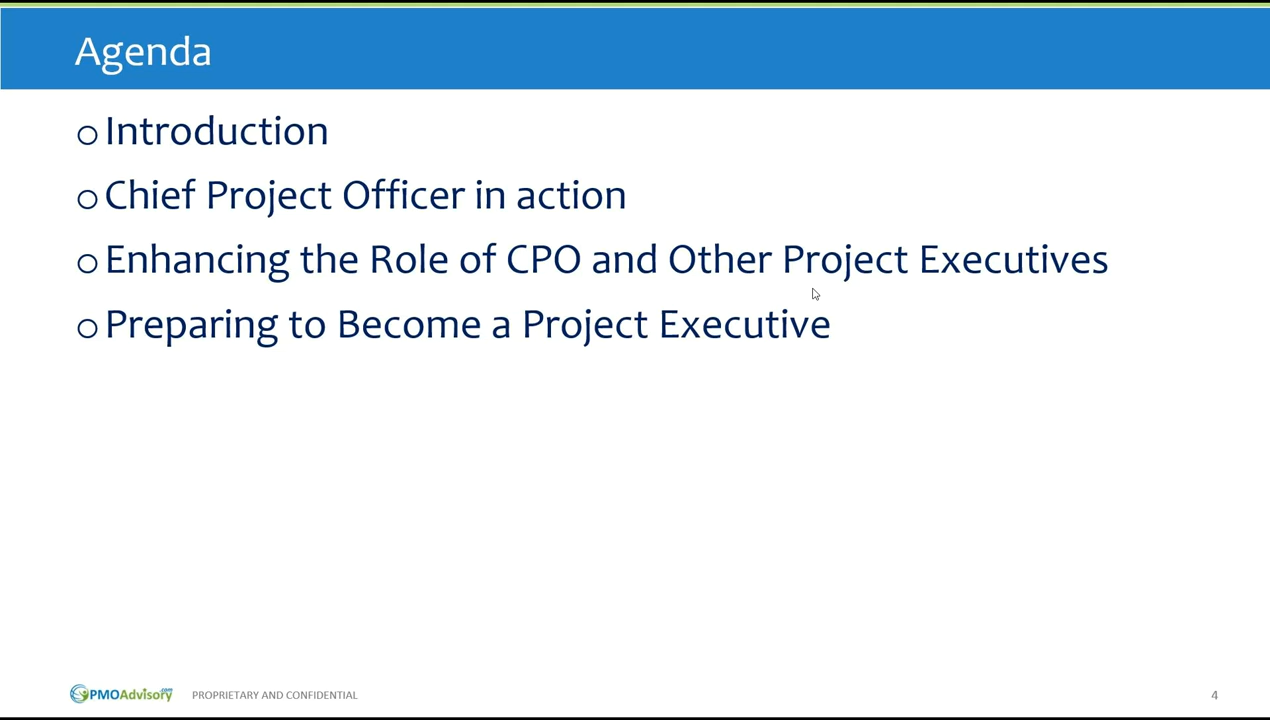 Agenda
o Introduction
o Chief Project Officer in action
o Enhancing the Role of CPO and Other Project Executives
o Preparing to Become a Project Executive
PMOAdvisory.com PROPRIETARY AND CONFIDENTIAL 4